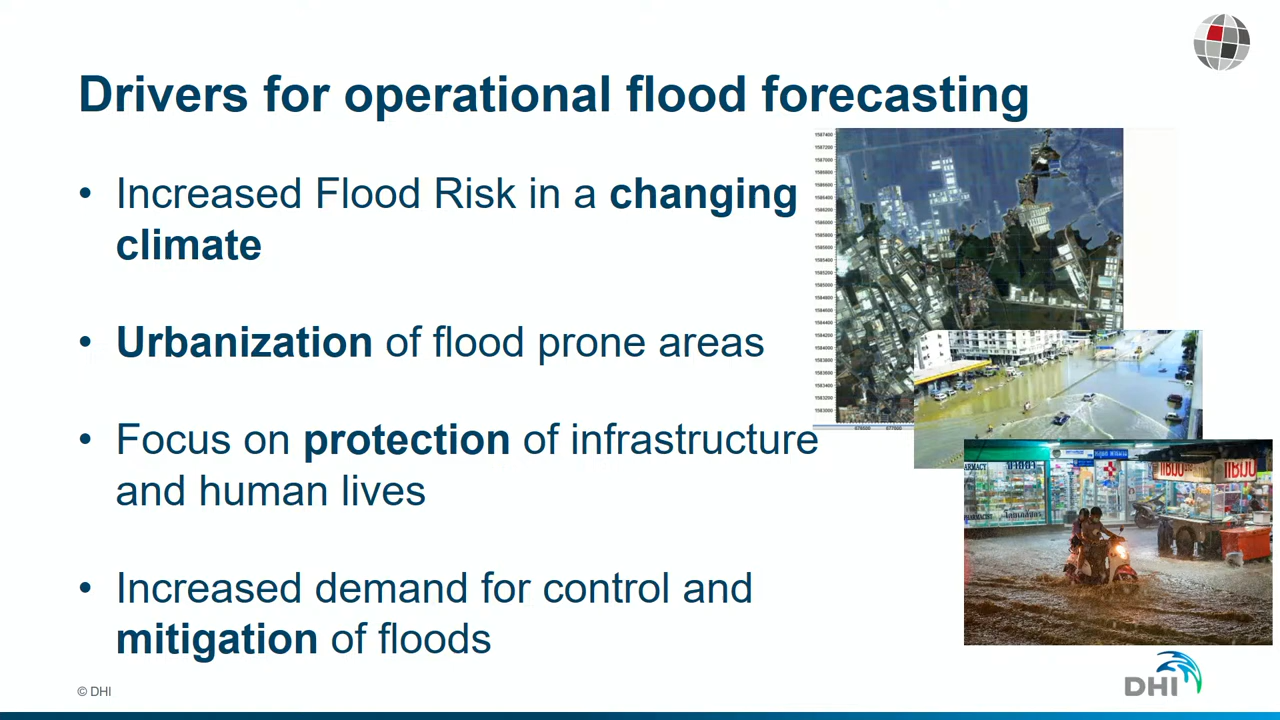 Drivers for operational flood forecasting
• Increased Flood Risk in a changing
climate
• Urbanization of flood prone areas
• Focus on protection of infrastructure
and human lives
• Increased demand for control and
mitigation of floods
© DHI
DHI